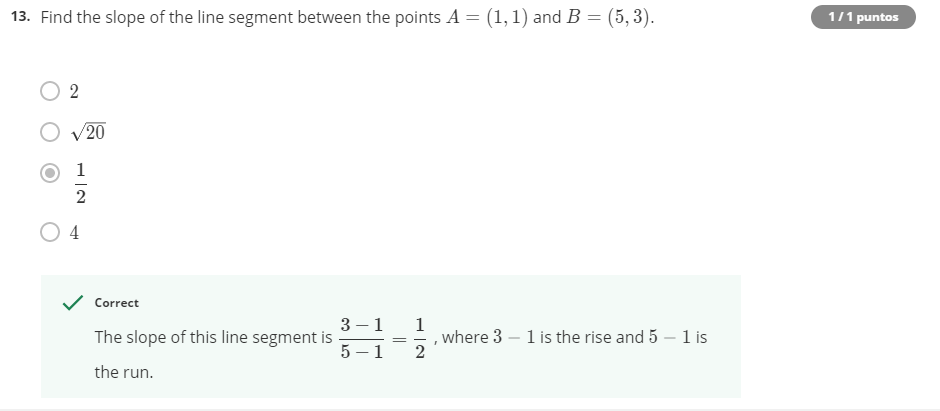 13. Find the slope of the line segment between the points A = (1, 1) and B = (5, 3).
1 / 1 puntos
2
√20
1/2
4
Correct
The slope of this line segment is (3 − 1)/(5 − 1) = 1/2 , where 3 − 1 is the rise and 5 − 1 is
the run.